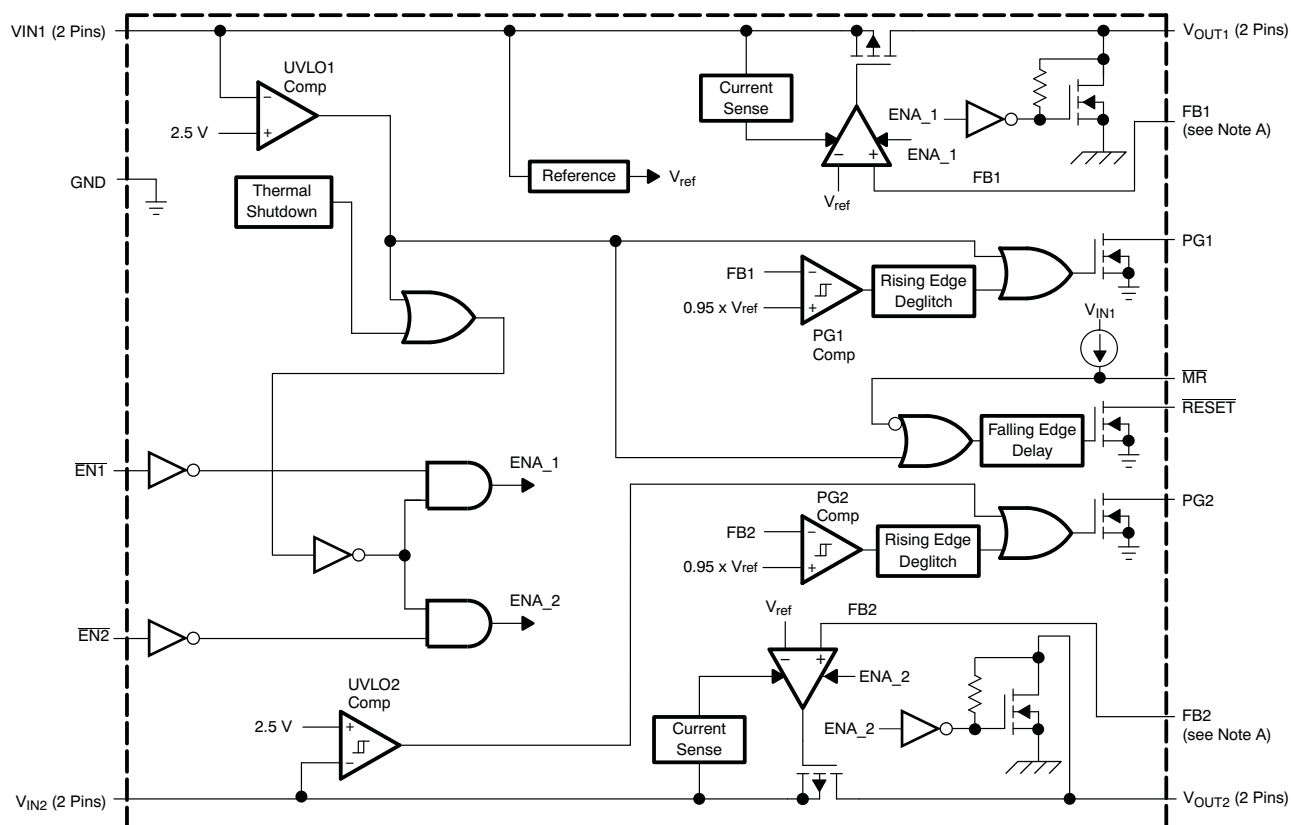 VIN1 (2 Pins)
VOUT1 (2 Pins)
UVLO1
Comp
−
+
2.5 V
Current
Sense
ENA_1
ENA_1
FB1
(see Note A)
−
+
FB1
Vref
GND
Thermal
Shutdown
Reference
Vref
PG1
FB1
−
0.95 x Vref
+
PG1
Comp
Rising Edge
Deglitch
VIN1
MR
RESET
Falling Edge
Delay
EN1
ENA_1
PG2
Comp
PG2
FB2
−
0.95 x Vref
+
Rising Edge
Deglitch
EN2
ENA_2
Vref
FB2
−
+
ENA_2
UVLO2
Comp
2.5 V
+
−
Current
Sense
ENA_2
FB2
(see Note A)
VIN2 (2 Pins)
VOUT2 (2 Pins)